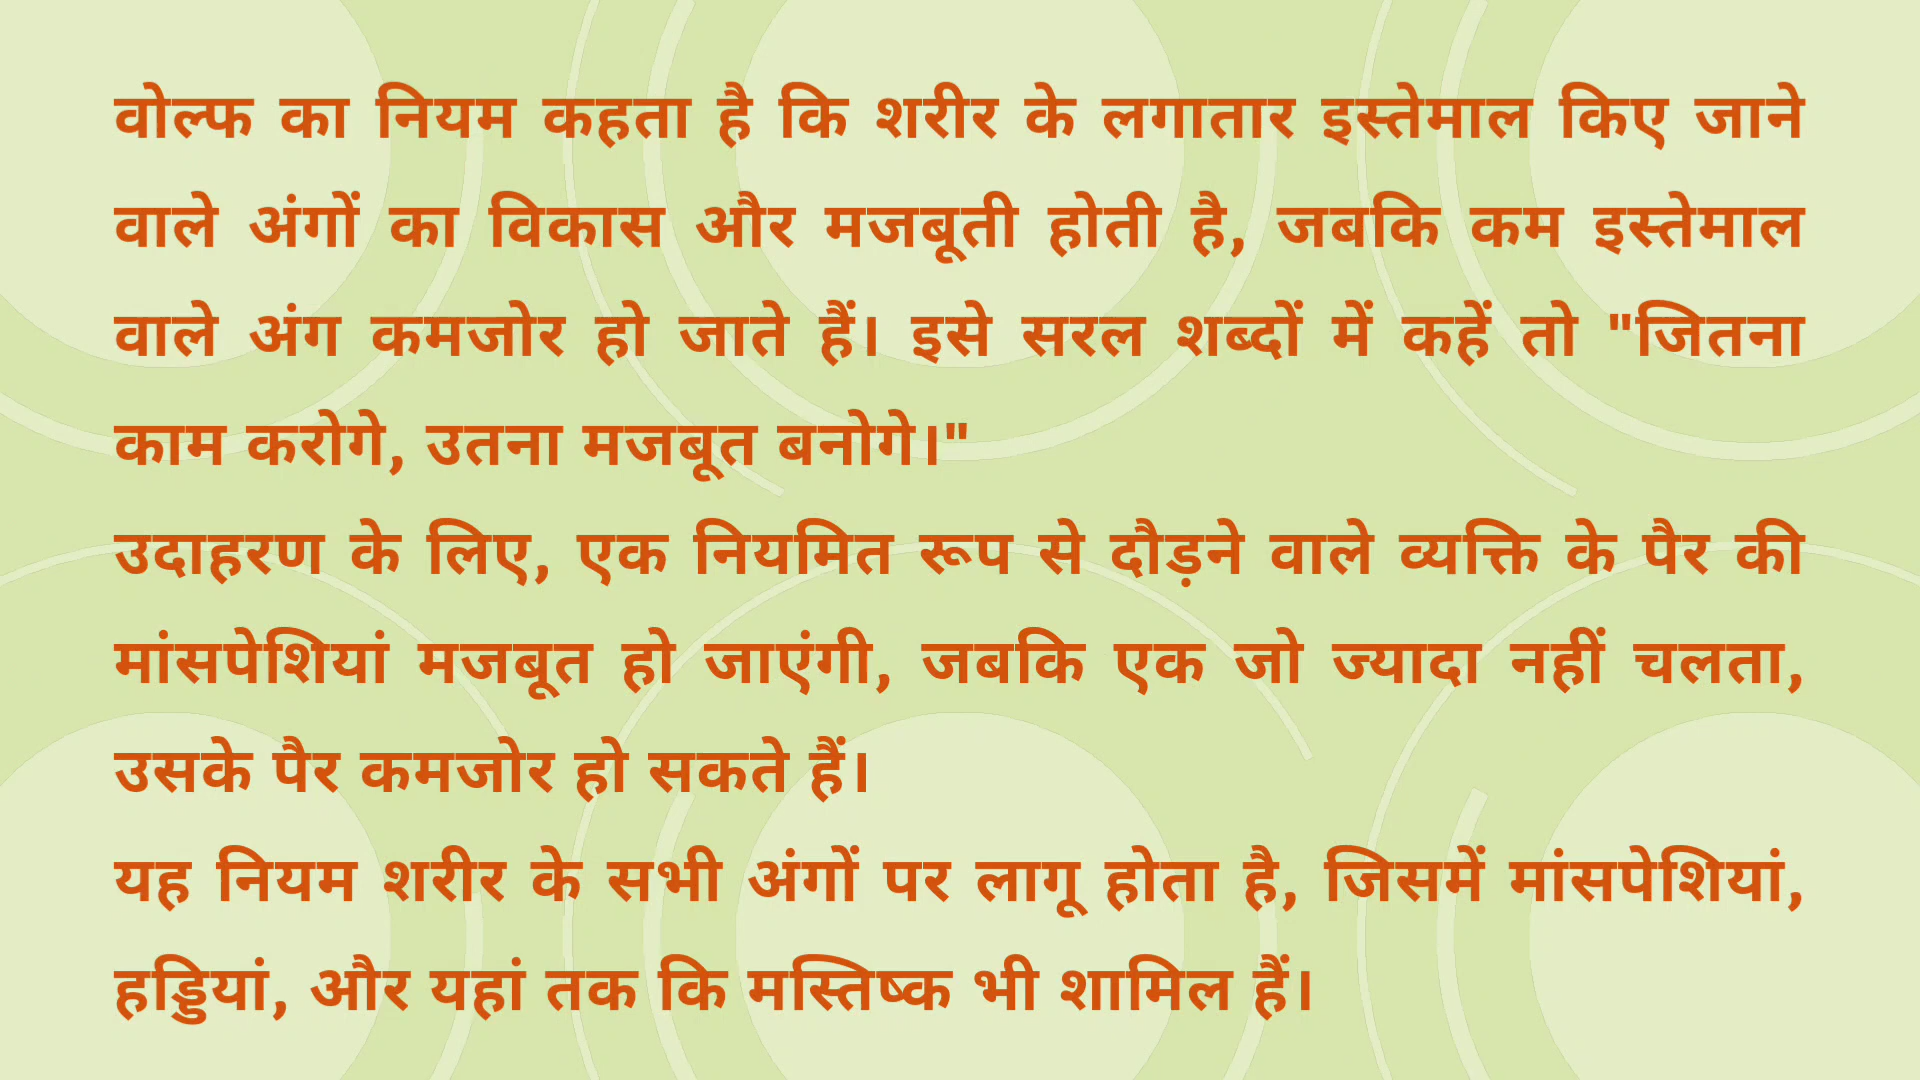 वोल्फ का नियम कहता है कि शरीर के लगातार इस्तेमाल किए जाने
वाले अंगों का विकास और मजबूती होती है, जबकि कम इस्तेमाल
वाले अंग कमजोर हो जाते हैं। इसे सरल शब्दों में कहें तो "जितना
काम करोगे, उतना मजबूत बनोगे।"
उदाहरण के लिए, एक नियमित रूप से दौड़ने वाले व्यक्ति के पैर की
मांसपेशियां मजबूत हो जाएंगी, जबकि एक जो ज्यादा नहीं चलता,
उसके पैर कमजोर हो सकते हैं।
यह नियम शरीर के सभी अंगों पर लागू होता है, जिसमें मांसपेशियां,
हड्डियां, और यहां तक कि मस्तिष्क भी शामिल हैं।